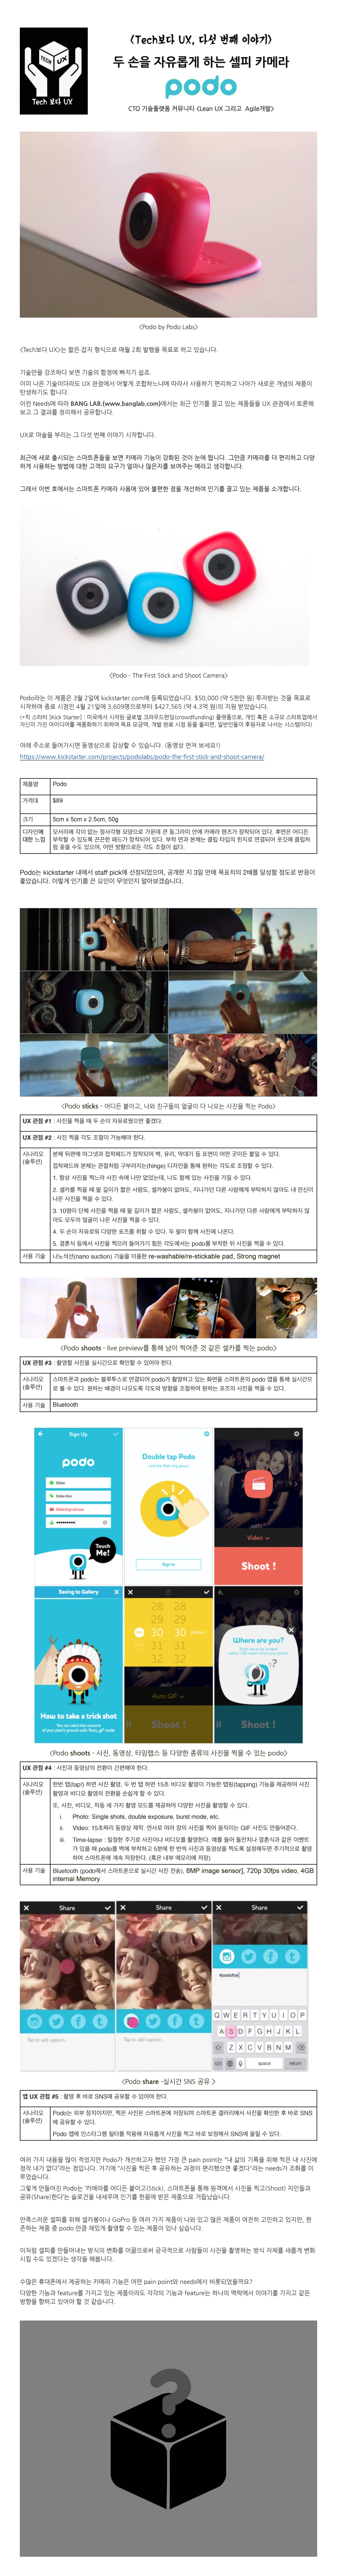 TECH UX
Tech 보다 UX
<Tech보다 UX, 다섯 번째 이야기>
두 손을 자유롭게 하는 셀피 카메라
podo
CTO 기술플랫폼 커뮤니티 <Lean UX 그리고 Agile개발>
<Podo by Podo Labs>
<Tech보다 UX>는 짧은 잡지 형식으로 매월 2회 발행을 목표로 하고 있습니다.
기술만을 강조하다 보면 기술의 함정에 빠지기 쉽죠.
이미 나온 기술이더라도 UX 관점에서 어떻게 조합하느냐에 따라서 사용하기 편리하고 나아가 새로운 개념의 제품이
탄생하기도 합니다.
이런 Needs에 따라 BANG LAB.(www.banglab.com)에서는 최근 인기를 끌고 있는 제품들을 UX 관점에서 토론해
보고 그 결과를 정리해서 공유합니다.
UX로 마술을 부리는 그 다섯 번째 이야기 시작합니다.
최근에 새로 출시되는 스마트폰들을 보면 카메라 기능이 강화된 것이 눈에 띕니다. 그만큼 카메라를 더 편리하고 다양
하게 사용하는 방법에 대한 고객의 요구가 얼마나 많은지를 보여주는 예라고 생각합니다.
그래서 이번 호에서는 스마트폰 카메라 사용에 있어 불편한 점을 개선하여 인기를 끌고 있는 제품을 소개합니다.
<Podo - The First Stick and Shoot Camera>
Podo라는 이 제품은 3월 2일에 kickstarter.com에 등록되었습니다. $50,000 (약 5천만 원) 투자받는 것을 목표로
시작하여 종료 시점인 4월 21일에 3,609명으로부터 $427,565 (약 4.3억 원)의 지원 받았습니다.
(*킥 스타터 [Kick Starter] : 미국에서 시작된 글로벌 크라우드펀딩(crowdfunding) 플랫폼으로, 개인 혹은 소규모 스타트업에서
자신이 가진 아이디어를 제품화하기 위하여 목표 모금액, 개발 완료 시점 등을 올리면, 일반인들이 후원자로 나서는 시스템이다)
아래 주소로 들어가시면 동영상으로 감상할 수 있습니다. (동영상 먼저 보세요!)
https://www.kickstarter.com/projects/podolabs/podo-the-first-stick-and-shoot-camera/
제품명 Podo
가격대 $89
크기 5cm x 5cm x 2.5cm, 50g
디자인에 모서리에 각이 없는 정사각형 모양으로 가운데 큰 동그라미 안에 카메라 렌즈가 장착되어 있다. 후면은 어디든
대한 느낌 부착할 수 있도록 끈끈한 패드가 장착되어 있다. 부착 면과 본체는 클립 타입의 힌지로 연결되어 옷깃에 클립처
럼 꽂을 수도 있으며, 어떤 방향으로든 각도 조절이 쉽다.
Podo는 kickstarter 내에서 staff pick에 선정되었으며, 공개한 지 3일 만에 목표치의 2배를 달성할 정도로 반응이
좋았습니다. 이렇게 인기를 끈 요인이 무엇인지 알아보겠습니다.
<Podo sticks - 어디든 붙이고, 나와 친구들의 얼굴이 다 나오는 사진을 찍는 Podo>
UX 관점 #1 : 사진을 찍을 때 두 손이 자유로웠으면 좋겠다.
UX 관점 #2 : 사진 찍을 각도 조절이 가능해야 한다.
시나리오 본체 뒤편에 마그넷과 접착패드가 장착되어 벽, 유리, 막대기 등 표면이 어떤 곳이든 붙일 수 있다.
(솔루션) 접착패드와 본체는 관절처럼 구부러지는(hinge) 디자인을 통해 원하는 각도로 조정할 수 있다.
1. 항상 사진을 찍느라 사진 속에 나만 없었는데, 나도 함께 있는 사진을 가질 수 있다.
2. 셀카를 찍을 때 팔 길이가 짧은 사람도, 셀카봉이 없어도, 지나가던 다른 사람에게 부탁하지 않아도 내 전신이
나온 사진을 찍을 수 있다.
3. 10명이 단체 사진을 찍을 때 팔 길이가 짧은 사람도, 셀카봉이 없어도, 지나가던 다른 사람에게 부탁하지 않
아도 모두의 얼굴이 나온 사진을 찍을 수 있다.
4. 두 손이 자유로워 다양한 포즈를 취할 수 있다. 두 팔이 함께 사진에 나온다.
5. 결혼식 등에서 사진을 찍으러 들어가기 힘든 각도에서는 podo를 부착한 뒤 사진을 찍을 수 있다.
사용 기술 나노석션(nano suction) 기술을 이용한 re-washable/re-stickable pad, Strong magnet
<Podo shoots - live preview를 통해 남이 찍어준 것 같은 셀카를 찍는 podo>
UX 관점 #3 : 촬영할 사진을 실시간으로 확인할 수 있어야 한다.
시나리오 스마트폰과 podo는 블루투스로 연결되어 podo가 촬영하고 있는 화면을 스마트폰의 podo 앱을 통해 실시간으
(솔루션) 로 볼 수 있다. 원하는 배경이 나오도록 각도와 방향을 조절하여 원하는 포즈의 사진을 찍을 수 있다.
사용 기술 Bluetooth
Sign Up
podo
Touch
Me!
Double tap Podo
Sign in
Video
Shoot !
Saving to Gallery
How to take a trick shot
28 28
29 29
30 30
31 31
32 32
Auto GIF
Where are you?
Shoot !
<Podo shoots - 사진, 동영상, 타임랩스 등 다양한 종류의 사진을 찍을 수 있는 podo>
UX 관점 #4 : 사진과 동영상의 전환이 간편해야 한다.
시나리오 한번 탭(tap!) 하면 사진 촬영, 두 번 탭 하면 15초 비디오 촬영이 가능한 탭핑(tapping) 기능을 제공하여 사진
(솔루션) 촬영과 비디오 촬영의 전환을 손쉽게 할 수 있다.
또, 사진, 비디오, 자동 세 가지 촬영 모드를 제공하여 다양한 사진을 촬영할 수 있다.
i. Photo: Single shots, double exposure, burst mode, etc.
ii. Video: 15초짜리 동영상 제작. 연사로 여러 장의 사진을 찍어 움직이는 GIF 사진도 만들어준다.
iii. Time-lapse : 일정한 주기로 사진이나 비디오를 촬영한다. 예를 들어 돌잔치나 결혼식과 같은 이벤트
가 있을 때 podo를 벽에 부착하고 5분에 한 번씩 사진과 동영상을 찍도록 설정해두면 주기적으로 촬영
하여 스마트폰에 계속 저장한다. (혹은 내부 메모리에 저장)
사용 기술 Bluetooth (podo에서 스마트폰으로 실시간 사진 전송), 8MP image sensor], 720p 30fps video, 4GB
internal Memory
Share
Share
Share
Tap to add caption..
Tap to add caption..
#podofoo
Q W E R T Y U I O P
A S D F G H J K L
Z X C V B N M
123 space return
<Podo share -실시간 SNS 공유 >
앱 UX 관점 #5 : 촬영 후 바로 SNS에 공유할 수 있어야 한다.
시나리오 Podo는 외부 장치이지만, 찍은 사진은 스마트폰에 저장되며 스마트폰 갤러리에서 사진을 확인한 후 바로 SNS
(솔루션) 에 공유할 수 있다.
Podo 앱에 인스타그램 필터를 적용해 자유롭게 사진을 찍고 바로 보정해서 SNS에 올릴 수 있다.
여러 가지 내용을 많이 적었지만 Podo가 개선하고자 했던 가장 큰 pain point는 "내 삶의 기록을 위해 찍은 내 사진에
정작 내가 없다"라는 점입니다. 거기에 "사진을 찍은 후 공유하는 과정이 편리했으면 좋겠다"라는 needs가 조화를 이
루었습니다.
그렇게 만들어진 Podo는 '카메라를 어디든 붙이고(Stick), 스마트폰을 통해 원격에서 사진을 찍고(Shoot) 지인들과
공유(Share)한다'는 슬로건을 내세우며 인기를 한몸에 받은 제품으로 거듭났습니다.
만족스러운 셀피를 위해 셀카봉이나 GoPro 등 여러 가지 제품이 나와 있고 많은 제품이 여전히 고민하고 있지만, 현
존하는 제품 중 podo 만큼 재밌게 촬영할 수 있는 제품이 있나 싶습니다.
이처럼 셀피를 만들어내는 방식의 변화를 이끎으로써 궁극적으로 사람들이 사진을 촬영하는 방식 자체를 새롭게 변화
시킬 수도 있겠다는 생각을 해봅니다.
수많은 휴대폰에서 제공하는 카메라 기능은 어떤 pain point와 needs에서 비롯되었을까요?
다양한 기능과 feature를 가지고 있는 제품이라도 각각의 기능과 feature는 하나의 맥락에서 이야기를 가지고 같은
방향을 향하고 있어야 할 것 같습니다.
?